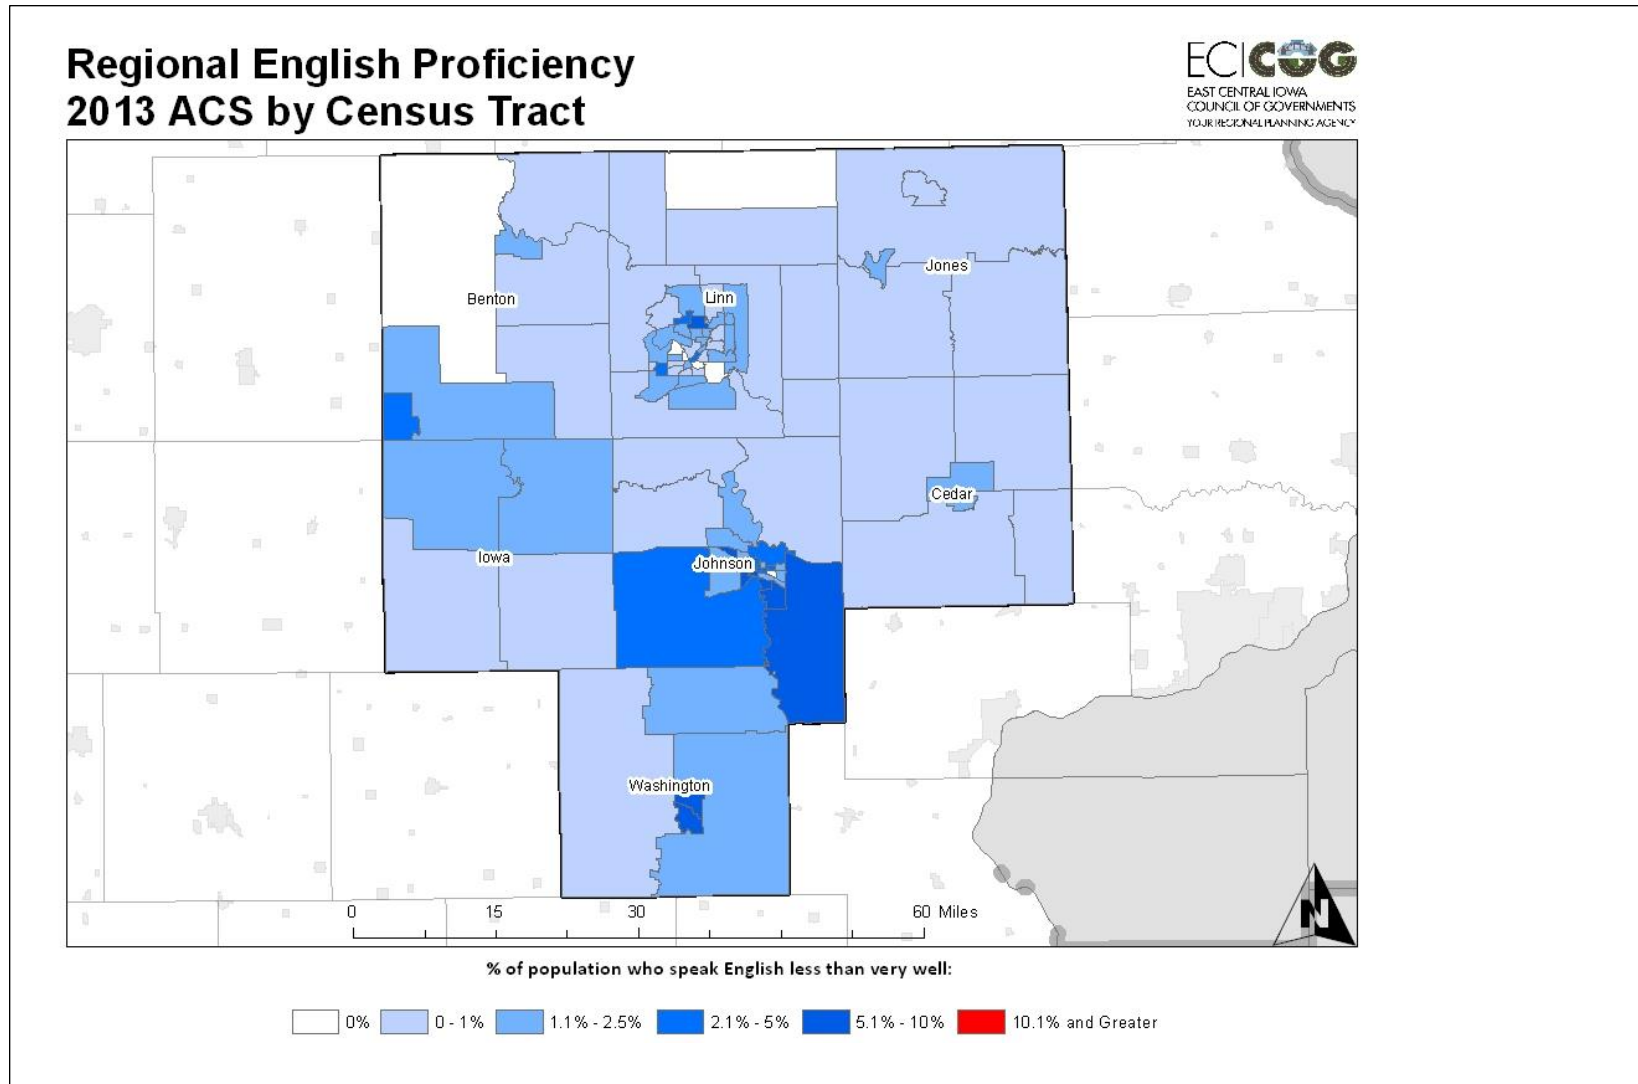 Regional English Proficiency
2013 ACS by Census Tract
ECICOG
EAST CENTRAL IOWA
COUNCIL OF GOVERNMENTS
YOUR REGIONAL PLANNING AGENCY
Jones
Linn
Benton
Cedar
Iowa
Johnson
Washington
0 15 30 60 Miles
N
% of population who speak English less than very well:
0% 0 - 1% 1.1% - 2.5% 2.1% - 5% 5.1% - 10% 10.1% and Greater